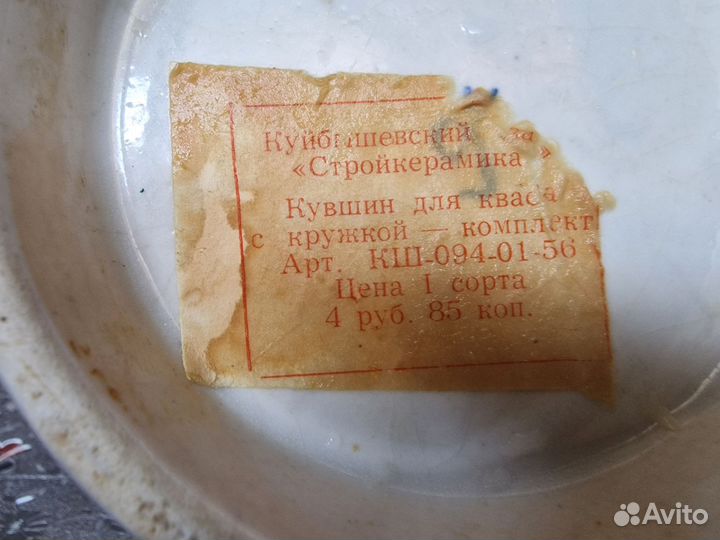 Куйбышевский за
«Стройкерамика»
Кувшин для кваса
с кружкой — комплект
Арт. КШ-094-01-56
Цена I сорта
4 руб. 85 коп.
Avito